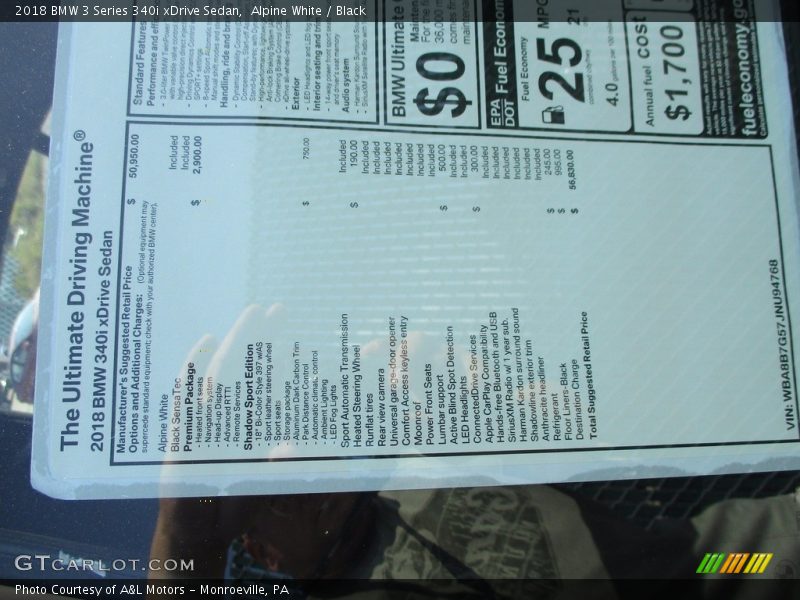 2018 BMW 3 Series 340i xDrive Sedan, Alpine White / Black
The Ultimate Driving Machine®
2018 BMW 340i xDrive Sedan
Manufacturer's Suggested Retail Price $ 50,950.00
Options and Additional Charges: (Optional equipment may
supercede standard equipment; check with your authorized BMW center).
Alpine White Included
Black SensaTec Included
Premium Package $ 2,900.00
- Heated front seats
- Navigation System
- Head-up Display
- Advanced RTTI
- Remote Services
Shadow Sport Edition
- 18" Bi-Color Style 397 w/AS
- Sport leather steering wheel
- Sport seats
- Storage package
- Aluminum Dark Carbon Trim
- Park Distance Control $ 750.00
- Automatic climate control
- Ambient Lighting
- LED Fog Lights
Sport Automatic Transmission Included
Heated Steering Wheel $ 190.00
Runflat tires Included
Rear view camera Included
Universal garage-door opener Included
Comfort Access keyless entry Included
Moonroof Included
Power Front Seats Included
Lumbar support Included
Active Blind Spot Detection $ 500.00
LED Headlights Included
ConnectedDrive Services Included
Apple CarPlay Compatibility $ 300.00
Hands-free Bluetooth and USB Included
SiriusXM Radio w/ 1 year sub. Included
Harman Kardon surround sound Included
Shadowline exterior trim Included
Anthracite headliner Included
Refrigerant Included
Floor Liners-Black $ 245.00
Destination Charge $ 995.00
Total Suggested Retail Price $ 56,830.00
VIN: WBA8B7G57JNU94768
Standard Features
Performance and
Handling, ride and
Exterior
Interior seating and
Audio system
BMW Ultimate
$0
EPA
DOT Fuel Econom
Fuel Economy
25
21
MPG
4.0 gallons per 100 miles
Annual fuel cost
$1,700
fueleconomy.go
GTCARLOT.COM
Photo Courtesy of A&L Motors – Monroeville, PA